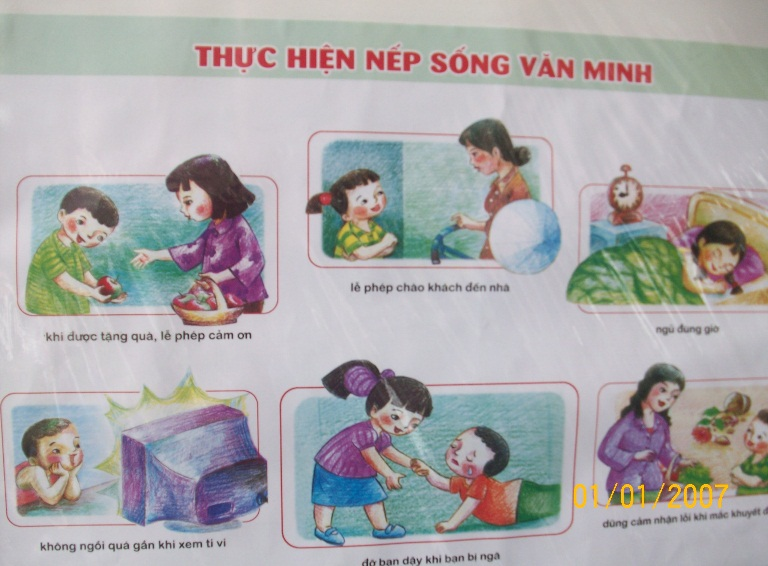 THỰC HIỆN NẾP SỐNG VĂN MINH
khi được tặng quà, lễ phép cảm ơn
lễ phép chào khách đến nhà
ngủ đúng giờ
không ngồi quá gần khi xem ti vi
đỡ bạn dậy khi bạn bị ngã
dũng cảm nhận lỗi khi mắc khuyết
01/01/2007